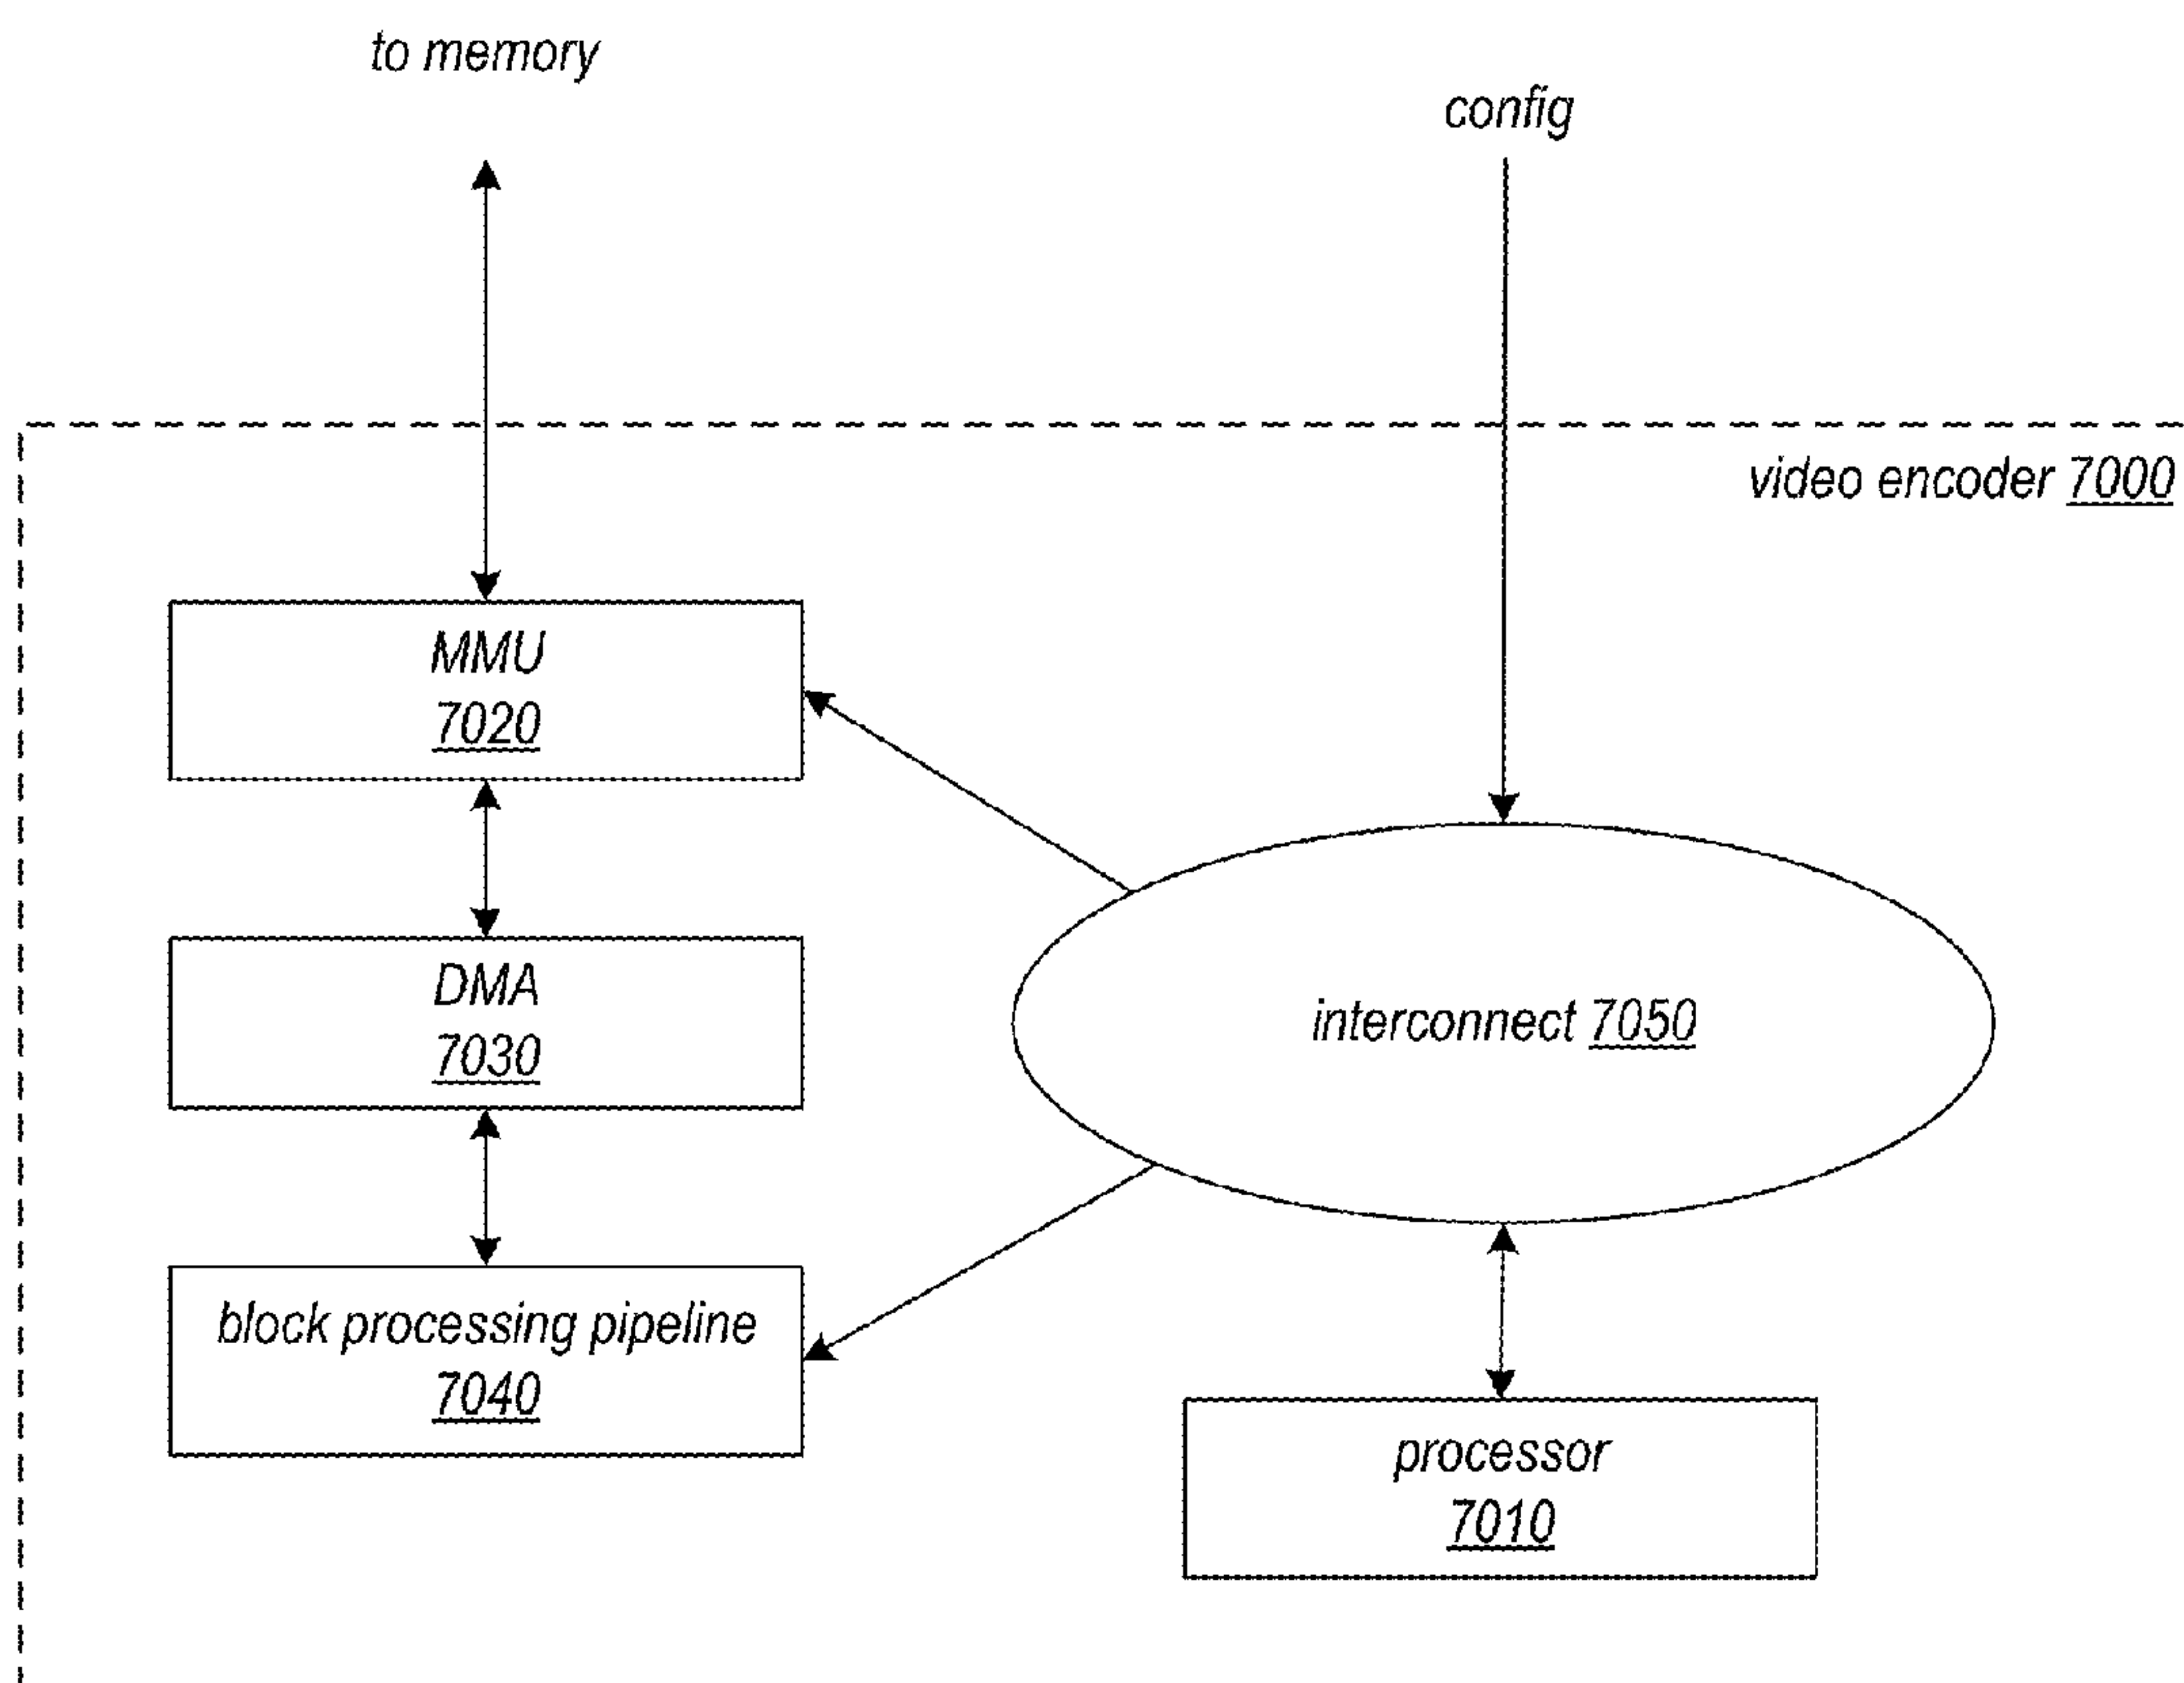 to memory
config
video encoder 7000
MMU
7020
DMA
7030
interconnect 7050
block processing pipeline
7040
processor
7010